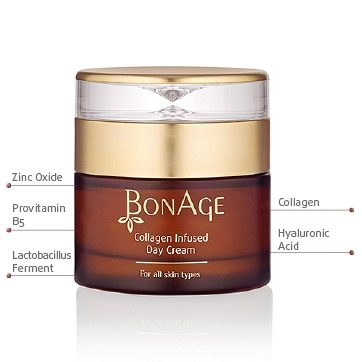 Zinc Oxide
Provitamin
B5
Lactobacillus
Ferment
Collagen
Hyaluronic
Acid
BONAGE
Collagen Infused
Day Cream
For all skin types